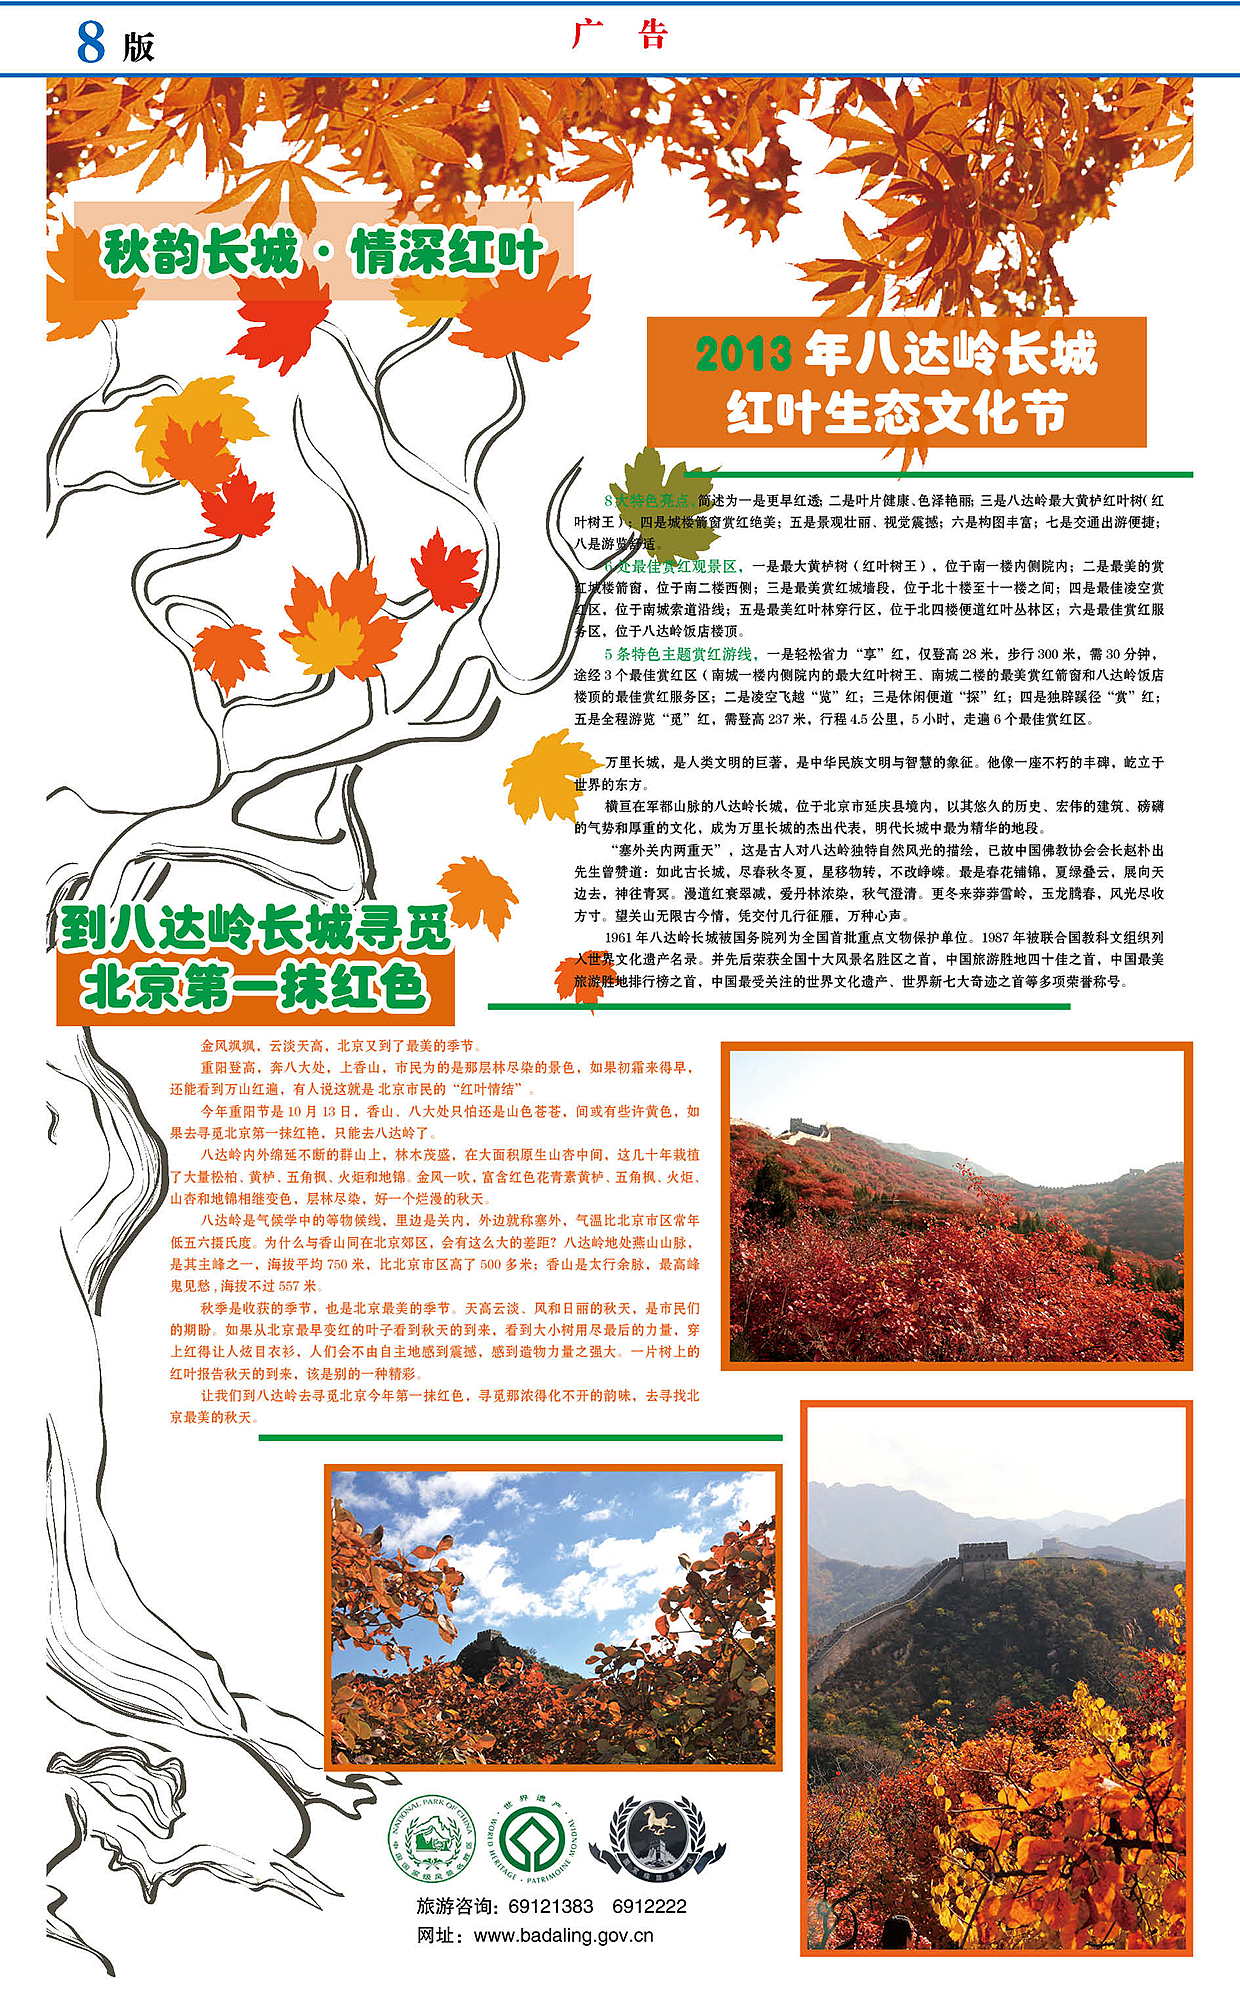 8 版
广 告
秋韵长城·情深红叶
2013 年八达岭长城
红叶生态文化节
8大特色亮点，简述为一是更早红透；二是叶片健康、色泽艳丽；三是八达岭最大黄栌红叶树（红
叶树王）；四是城楼箭窗赏红绝美；五是景观壮丽、视觉震撼；六是构图丰富；七是交通出游便捷；
八是游览舒适。
6 处最佳赏红观景区，一是最大黄栌树（红叶树王），位于南一楼内侧院内；二是最美的赏
红城楼箭窗，位于南二楼西侧；三是最美赏红城墙段，位于北十楼至十一楼之间；四是最佳凌空赏
红区，位于南城索道沿线；五是最美红叶林穿行区，位于北四楼便道红叶丛林区；六是最佳赏红服
务区，位于八达岭饭店楼顶。
5 条特色主题赏红游线，一是轻松省力“享”红，仅登高 28 米，步行 300 米，需 30 分钟，
途经 3 个最佳赏红区（南城一楼内侧院内的最大红叶树王、南城二楼的最美赏红箭窗和八达岭饭店
楼顶的最佳赏红服务区；二是凌空飞越“览”红；三是休闲便道“探”红；四是独辟蹊径“赏”红；
五是全程游览“觅”红，需登高 237 米，行程 4.5 公里，5 小时，走遍 6 个最佳赏红区。
万里长城，是人类文明的巨著，是中华民族文明与智慧的象征。他像一座不朽的丰碑，屹立于
世界的东方。
横亘在军都山脉的八达岭长城，位于北京市延庆县境内，以其悠久的历史、宏伟的建筑、磅礴
的气势和厚重的文化，成为万里长城的杰出代表，明代长城中最为精华的地段。
“塞外关内两重天”，这是古人对八达岭独特自然风光的描绘，已故中国佛教协会会长赵朴出
先生曾赞道：如此古长城，尽春秋冬夏，星移物转，不改峥嵘。最是春花铺锦，夏绿叠云，展向天
边去，神往青冥。漫道红衰翠减，爱丹林浓染，秋气澄清。更冬来莽莽雪岭，玉龙腾春，风光尽收
方寸。望关山无限古今情，凭交付几行征雁，万种心声。
1961 年八达岭长城被国务院列为全国首批重点文物保护单位。1987 年被联合国教科文组织列
入世界文化遗产名录。并先后荣获全国十大风景名胜区之首，中国旅游胜地四十佳之首，中国最美
旅游胜地排行榜之首，中国最受关注的世界文化遗产、世界新七大奇迹之首等多项荣誉称号。
到八达岭长城寻觅
北京第一抹红色
金风飒飒，云淡天高，北京又到了最美的季节。
重阳登高，奔八大处，上香山，市民为的是那层林尽染的景色，如果初霜来得早，
还能看到万山红遍，有人说这就是 北京市民的“红叶情结”。
今年重阳节是 10 月 13 日，香山、八大处只怕还是山色苍苍，间或有些许黄色，如
果去寻觅北京第一抹红艳，只能去八达岭了。
八达岭内外绵延不断的群山上，林木茂盛，在大面积原生山杏中间，这几十年栽植
了大量松柏、黄栌、五角枫、火炬和地锦。金风一吹，富含红色花青素黄栌、五角枫、火炬、
山杏和地锦相继变色，层林尽染，好一个烂漫的秋天。
八达岭是气候学中的等物候线，里边是关内，外边就称塞外，气温比北京市区常年
低五六摄氏度。为什么与香山同在北京郊区，会有这么大的差距？八达岭地处燕山山脉，
是其主峰之一，海拔平均 750 米，比北京市区高了 500 多米；香山是太行余脉，最高峰
鬼见愁，海拔不过 557 米。
秋季是收获的季节，也是北京最美的季节。天高云淡、风和日丽的秋天，是市民们
的期盼。如果从北京最早变红的叶子看到秋天的到来，看到大小树用尽最后的力量，穿
上红得让人炫目衣衫，人们会不由自主地感到震撼，感到造物力量之强大。一片树上的
红叶报告秋天的到来，该是别的一种精彩。
让我们到八达岭去寻觅北京今年第一抹红色，寻觅那浓得化不开的韵味，去寻找北
京最美的秋天。
NATIONAL PARK OF CHINA
中国国家级风景名胜区
·世界遗产·
WORLD HERITAGE · PATRIMOINE MONDIAL
旅游咨询：69121383 6912222
网址：www.badaling.gov.cn